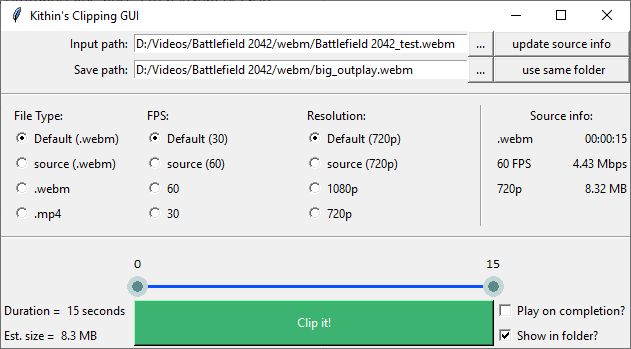 Kithin's Clipping GUI
Input path: D:/Videos/Battlefield 2042/webm/Battlefield 2042_test.webm ... update source info
Save path: D:/Videos/Battlefield 2042/webm/big_outplay.webm ... use same folder
File Type: FPS: Resolution: Source info:
Default (.webm) Default (30) Default (720p) .webm 00:00:15
source (.webm) source (60) source (720p) 60 FPS 4.43 Mbps
.webm 60 1080p 720p 8.32 MB
.mp4 30 720p
0 15
Duration = 15 seconds Clip it! Play on completion?
Est. size = 8.3 MB Show in folder?